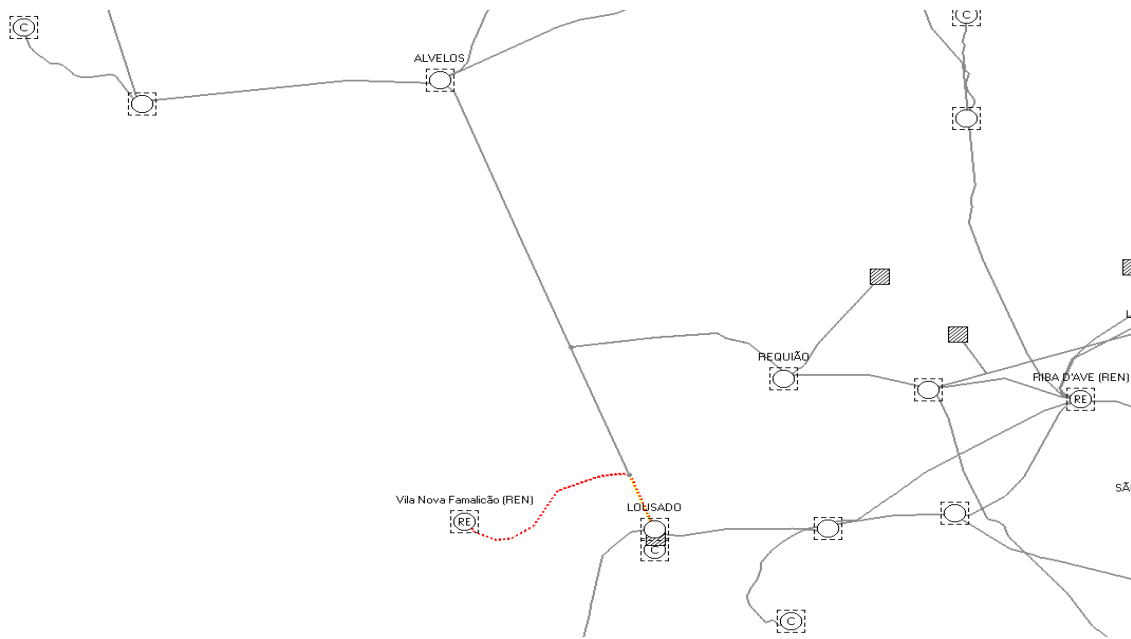 C
C
ALVELOS
REQUIÃO
RIBA D'AVE (REN)
RE
Vila Nova Famalicão (REN)
RE
LOUSADO
C
C